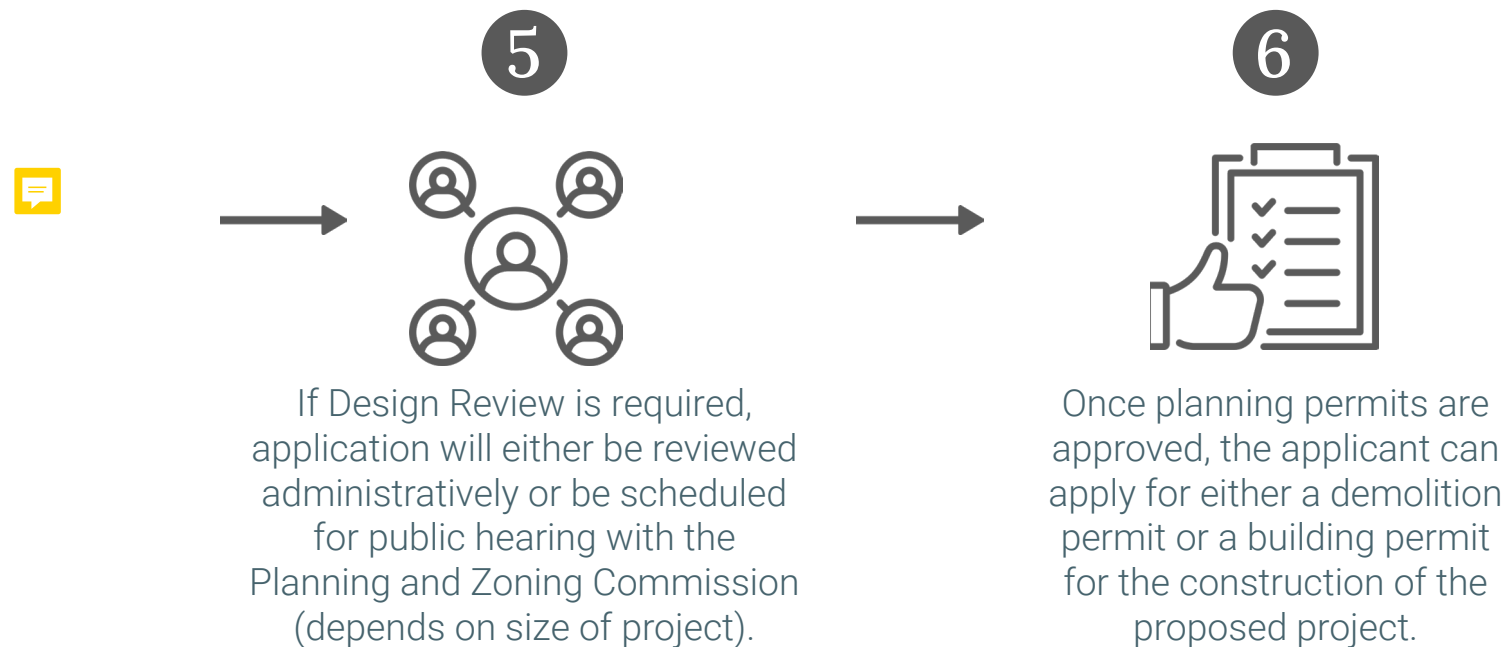 5
If Design Review is required,
application will either be reviewed
administratively or be scheduled
for public hearing with the
Planning and Zoning Commission
(depends on size of project).
6
Once planning permits are
approved, the applicant can
apply for either a demolition
permit or a building permit
for the construction of the
proposed project.